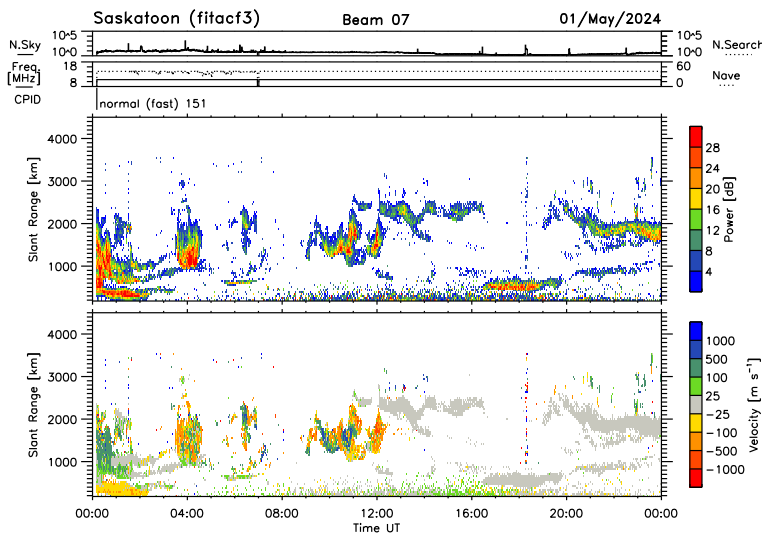 Saskatoon (fitacf3) Beam 07 01/May/2024
N.Sky 10^5 10^5 N.Search
10^0 10^0
Freq. 18 60 Nave
[MHz] 8 0
CPID normal (fast) 151
4000
3000
2000
1000
Slant Range [km]
28
24
20
16
12
8
4
Power [dB]
4000
3000
2000
1000
Slant Range [km]
1000
500
100
25
-25
-100
-500
-1000
Velocity [m s⁻¹]
00:00 04:00 08:00 12:00 16:00 20:00 00:00
Time UT